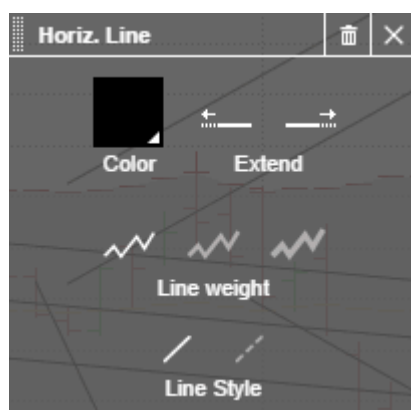 Horiz. Line
Color
Extend
Line weight
Line Style